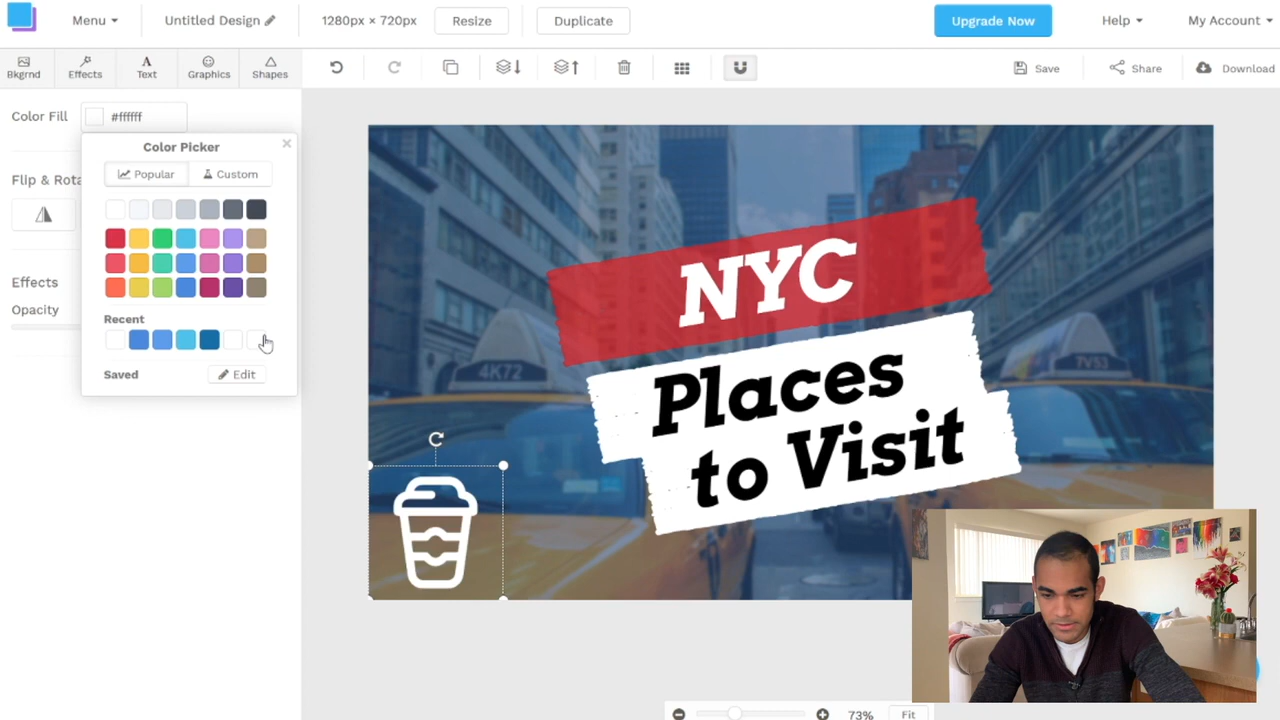 Menu
Untitled Design
1280px × 720px
Resize
Duplicate
Upgrade Now
Help
My Account
Bkgrnd
Effects
Text
Graphics
Shapes
Save
Share
Download
Color Fill
#ffffff
Color Picker
Popular
Custom
Flip & Rota
Effects
Opacity
Recent
Saved
Edit
NYC
Places
to Visit
4K72
7V53
73%
Fit